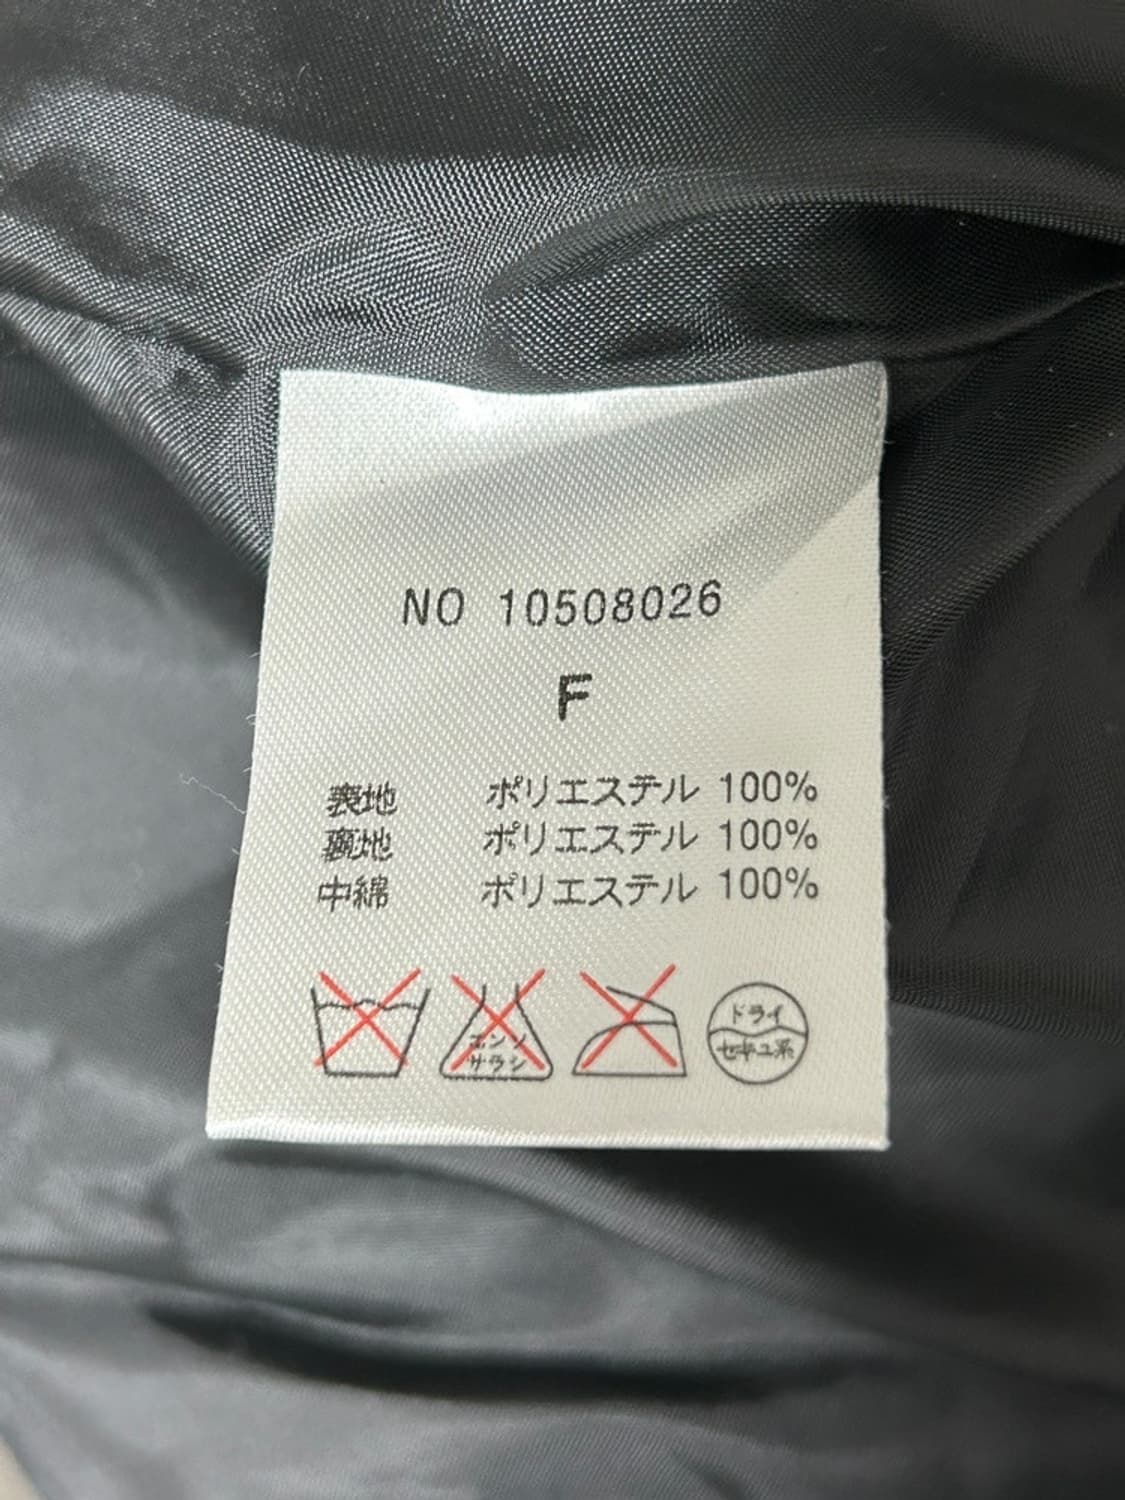 NO 10508026
F
表地 ポリエステル 100%
裏地 ポリエステル 100%
中綿 ポリエステル 100%
エンソ
サラシ
ドライ
セキユ系